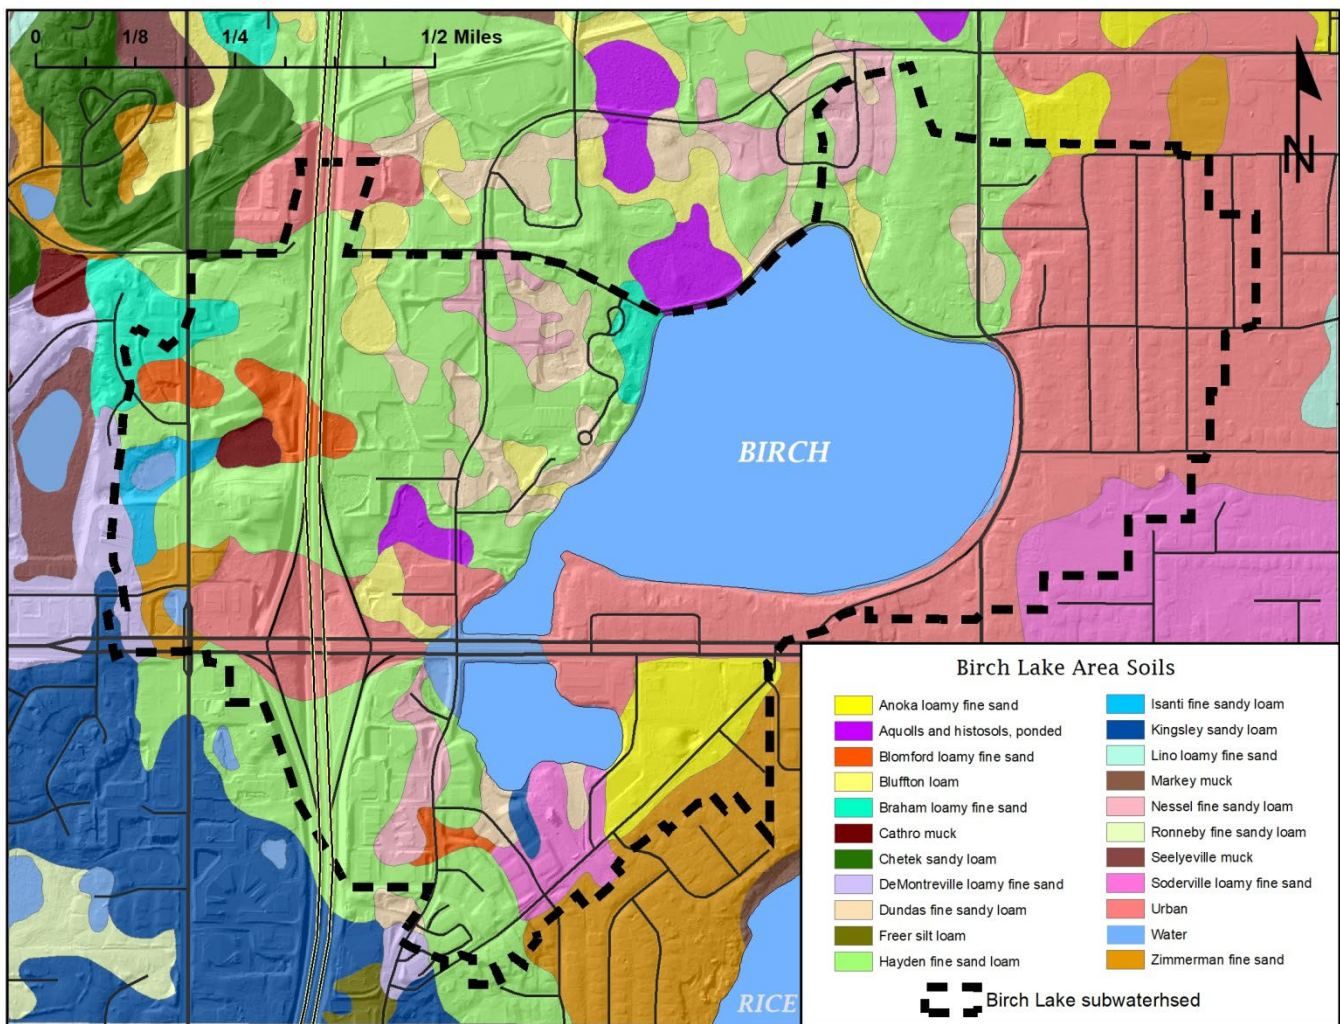 0 1/8 1/4 1/2 Miles
N
BIRCH
RICE
Birch Lake Area Soils
Anoka loamy fine sand
Aquolls and histosols, ponded
Blomford loamy fine sand
Bluffton loam
Braham loamy fine sand
Cathro muck
Chetek sandy loam
DeMontreville loamy fine sand
Dundas fine sandy loam
Freer silt loam
Hayden fine sand loam
Isanti fine sandy loam
Kingsley sandy loam
Lino loamy fine sand
Markey muck
Nessel fine sandy loam
Ronneby fine sandy loam
Seelyeville muck
Soderville loamy fine sand
Urban
Water
Zimmerman fine sand
Birch Lake subwaterhsed